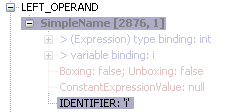 LEFT_OPERAND
SimpleName [2876, 1]
> (Expression) type binding: int
> variable binding: i
Boxing: false; Unboxing: false
ConstantExpressionValue: null
IDENTIFIER: 'i'